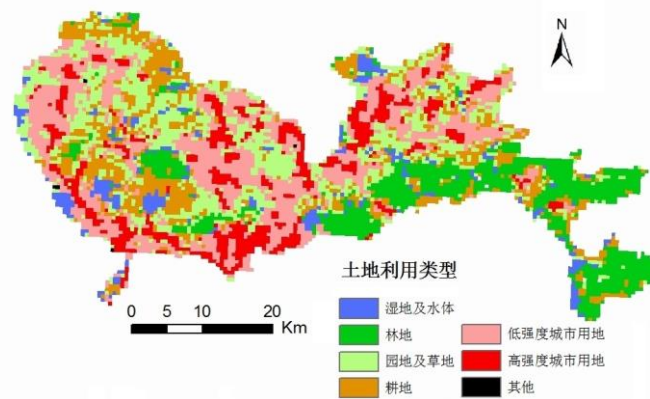 N
土地利用类型
湿地及水体
林地
低强度城市用地
园地及草地
高强度城市用地
耕地
其他
0 5 10 20
Km